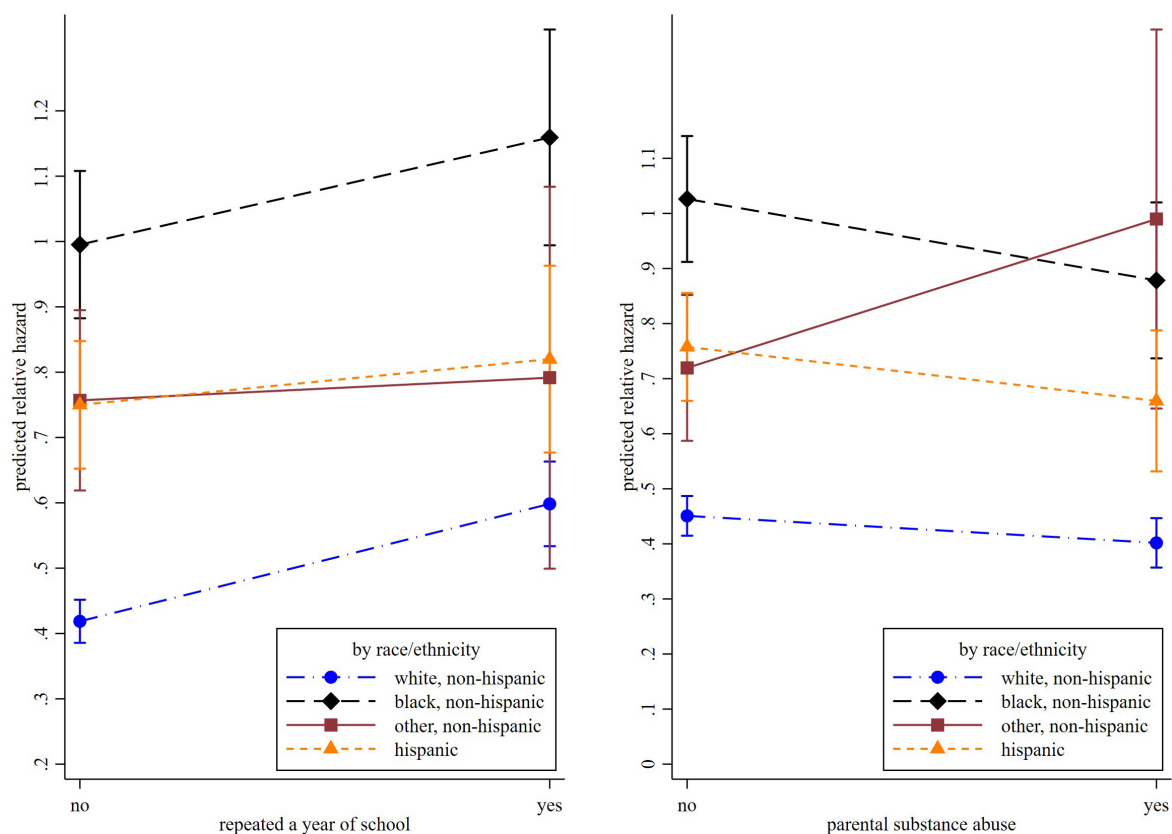 predicted relative hazard
1.2
1.1
1
.9
.8
.7
.6
.5
.4
.3
.2
no
yes
repeated a year of school
by race/ethnicity
white, non-hispanic
black, non-hispanic
other, non-hispanic
hispanic
predicted relative hazard
1.1
1
.9
.8
.7
.6
.5
.4
.3
.2
.1
0
no
yes
parental substance abuse
by race/ethnicity
white, non-hispanic
black, non-hispanic
other, non-hispanic
hispanic